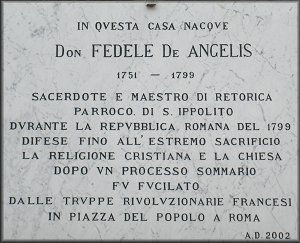 IN QVESTA CASA NACQVE
DON FEDELE DE ANGELIS
1751 — 1799
SACERDOTE E MAESTRO DI RETORICA
PARROCO DI S. IPPOLITO
DVRANTE LA REPVBBLICA ROMANA DEL 1799
DIFESE FINO ALL'ESTREMO SACRIFICIO
LA RELIGIONE CRISTIANA E LA CHIESA
DOPO VN PROCESSO SOMMARIO
FV FVCILATO
DALLE TRVPPE RIVOLVZIONARIE FRANCESI
IN PIAZZA DEL POPOLO A ROMA
A.D. 2002